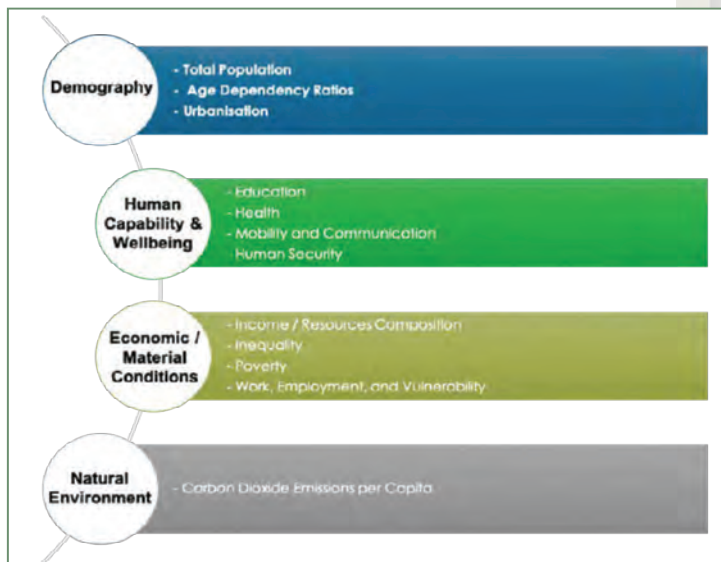 Demography
- Total Population
- Age Dependency Ratios
- Urbanisation
Human
Capability &
Wellbeing
- Education
- Health
- Mobility and Communication
Human Security
Economic /
Material
Conditions
- Income / Resources Composition
- Inequality
- Poverty
- Work, Employment, and Vulnerability
Natural
Environment
- Carbon Dioxide Emissions per Capita